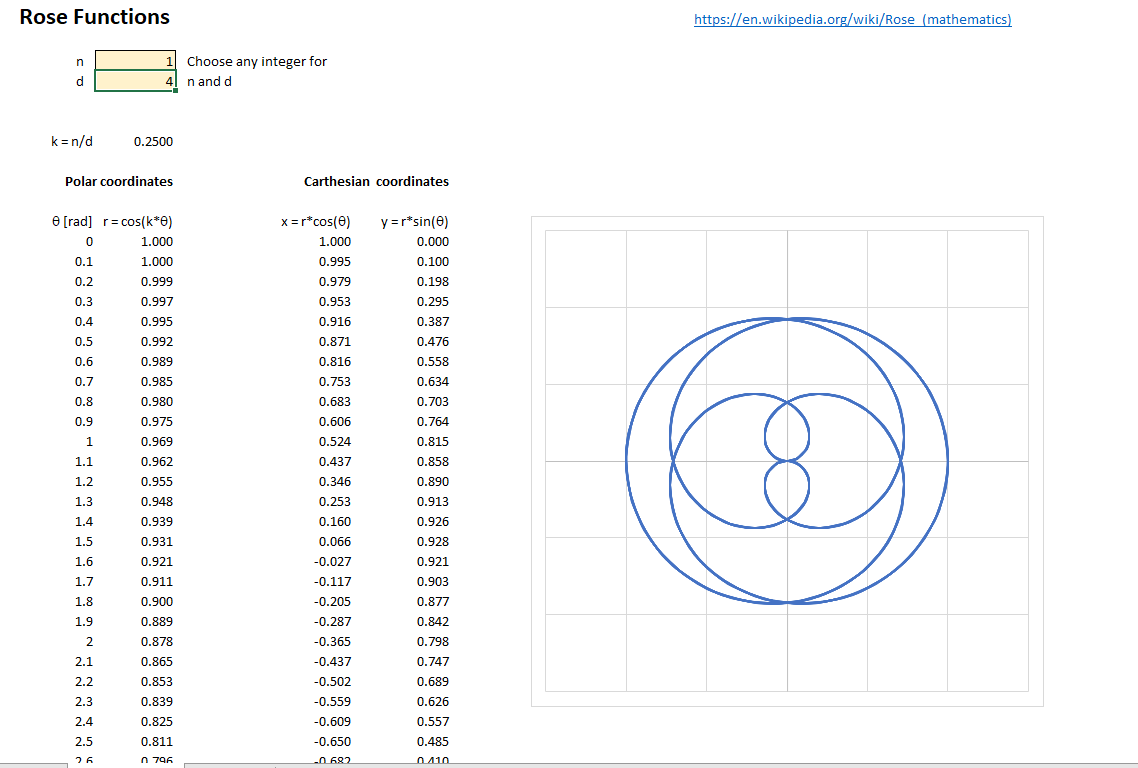 Rose Functions https://en.wikipedia.org/wiki/Rose_(mathematics)
n 1 Choose any integer for
d 4 n and d
k = n/d 0.2500
Polar coordinates Carthesian coordinates
θ [rad] r = cos(k*θ) x = r*cos(θ) y = r*sin(θ)
0 1.000 1.000 0.000
0.1 1.000 0.995 0.100
0.2 0.999 0.979 0.198
0.3 0.997 0.953 0.295
0.4 0.995 0.916 0.387
0.5 0.992 0.871 0.476
0.6 0.989 0.816 0.558
0.7 0.985 0.753 0.634
0.8 0.980 0.683 0.703
0.9 0.975 0.606 0.764
1 0.969 0.524 0.815
1.1 0.962 0.437 0.858
1.2 0.955 0.346 0.890
1.3 0.948 0.253 0.913
1.4 0.939 0.160 0.926
1.5 0.931 0.066 0.928
1.6 0.921 -0.027 0.921
1.7 0.911 -0.117 0.903
1.8 0.900 -0.205 0.877
1.9 0.889 -0.287 0.842
2 0.878 -0.365 0.798
2.1 0.865 -0.437 0.747
2.2 0.853 -0.502 0.689
2.3 0.839 -0.559 0.626
2.4 0.825 -0.609 0.557
2.5 0.811 -0.650 0.485
2.6 0.796 -0.682 0.410